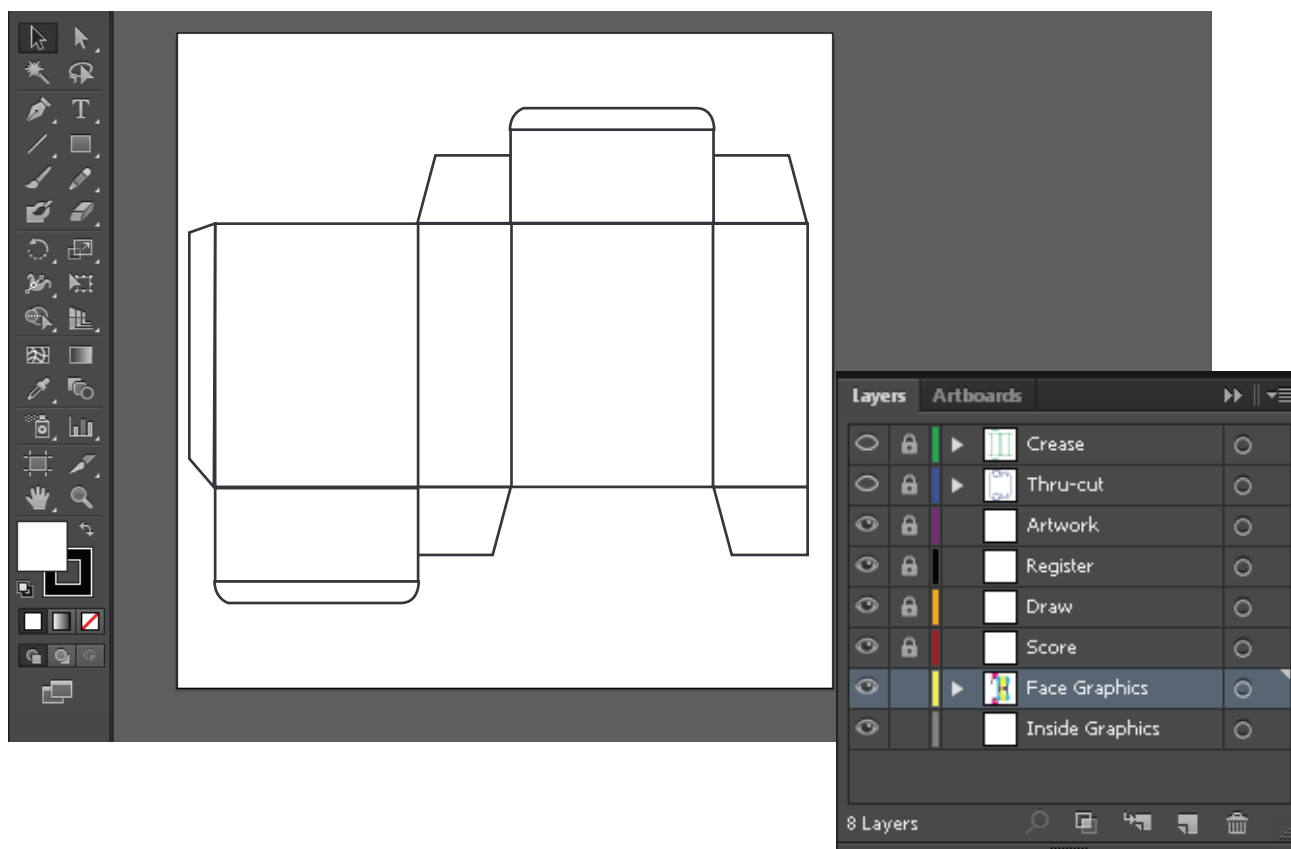 Layers Artboards
Crease
Thru-cut
Artwork
Register
Draw
Score
Face Graphics
Inside Graphics
8 Layers